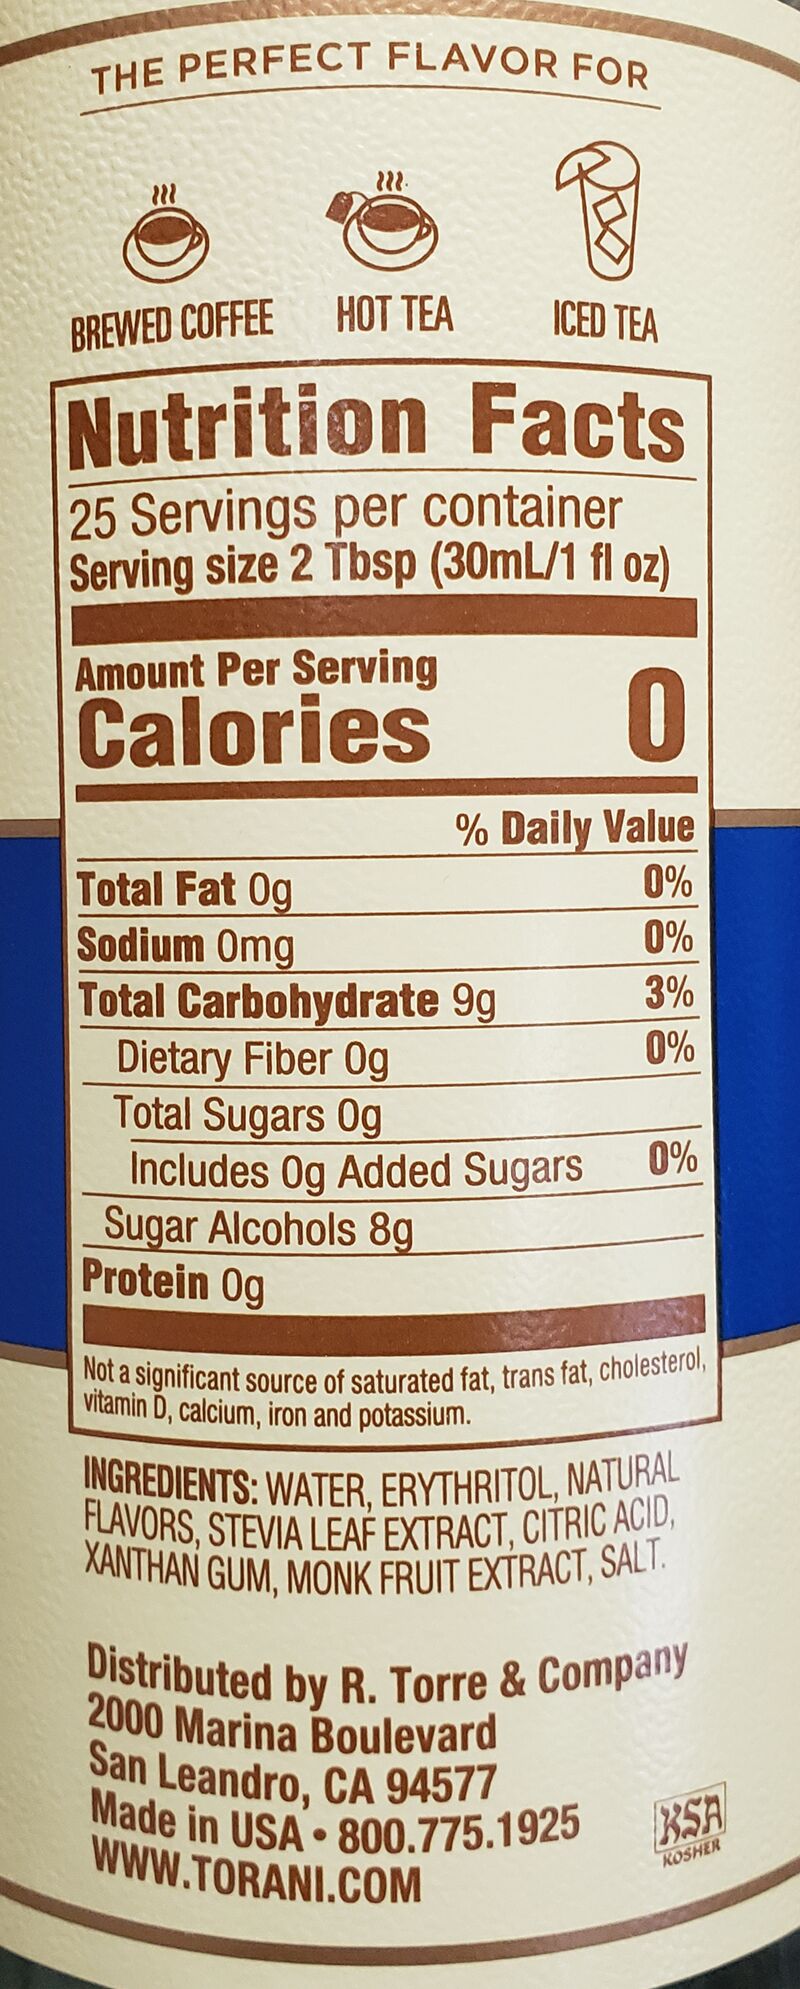 THE PERFECT FLAVOR FOR
BREWED COFFEE HOT TEA ICED TEA
Nutrition Facts
25 Servings per container
Serving size 2 Tbsp (30mL/1 fl oz)
Amount Per Serving
Calories 0
% Daily Value
Total Fat 0g 0%
Sodium 0mg 0%
Total Carbohydrate 9g 3%
Dietary Fiber 0g 0%
Total Sugars 0g
Includes 0g Added Sugars 0%
Sugar Alcohols 8g
Protein 0g
Not a significant source of saturated fat, trans fat, cholesterol,
vitamin D, calcium, iron and potassium.
INGREDIENTS: WATER, ERYTHRITOL, NATURAL
FLAVORS, STEVIA LEAF EXTRACT, CITRIC ACID,
XANTHAN GUM, MONK FRUIT EXTRACT, SALT.
Distributed by R. Torre & Company
2000 Marina Boulevard
San Leandro, CA 94577
Made in USA • 800.775.1925
WWW.TORANI.COM
KSA
KOSHER